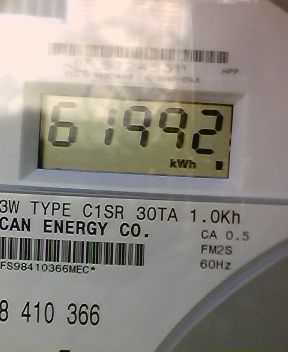 HPP
61992
kWh
3W TYPE C1SR 30TA 1.0Kh
CAN ENERGY CO.
CA 0.5
FM2S
60Hz
FS98410366MEC*
8 410 366